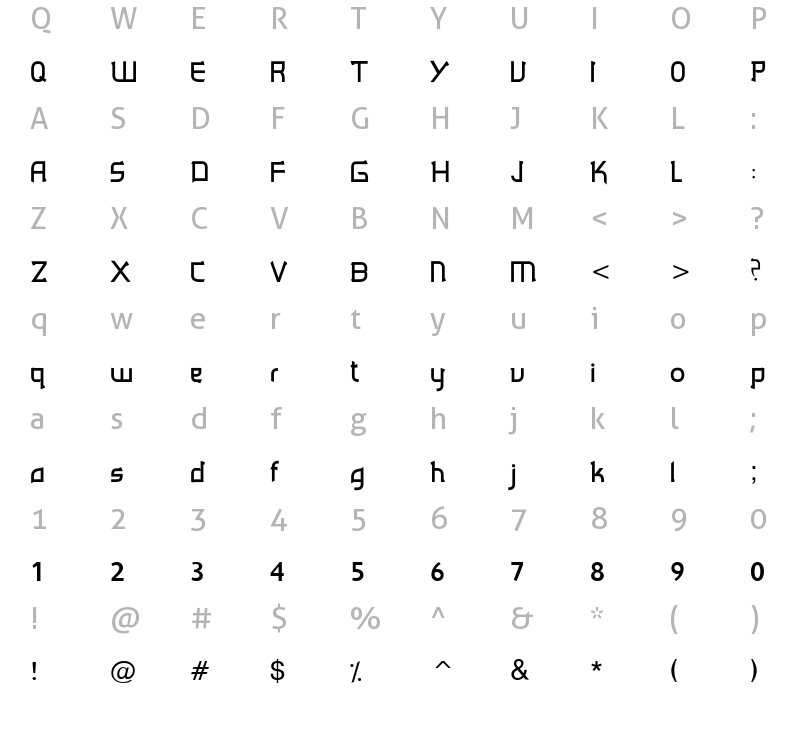 Q W E R T Y U I O P
Q W E R T Y U I O P
A S D F G H J K L :
A S D F G H J K L :
Z X C V B N M < > ?
Z X C V B N M < > ?
q w e r t y u i o p
q w e r t y u i o p
a s d f g h j k l ;
a s d f g h j k l ;
1 2 3 4 5 6 7 8 9 0
1 2 3 4 5 6 7 8 9 0
! @ # $ % ^ & * ( )
! @ # $ % ^ & * ( )